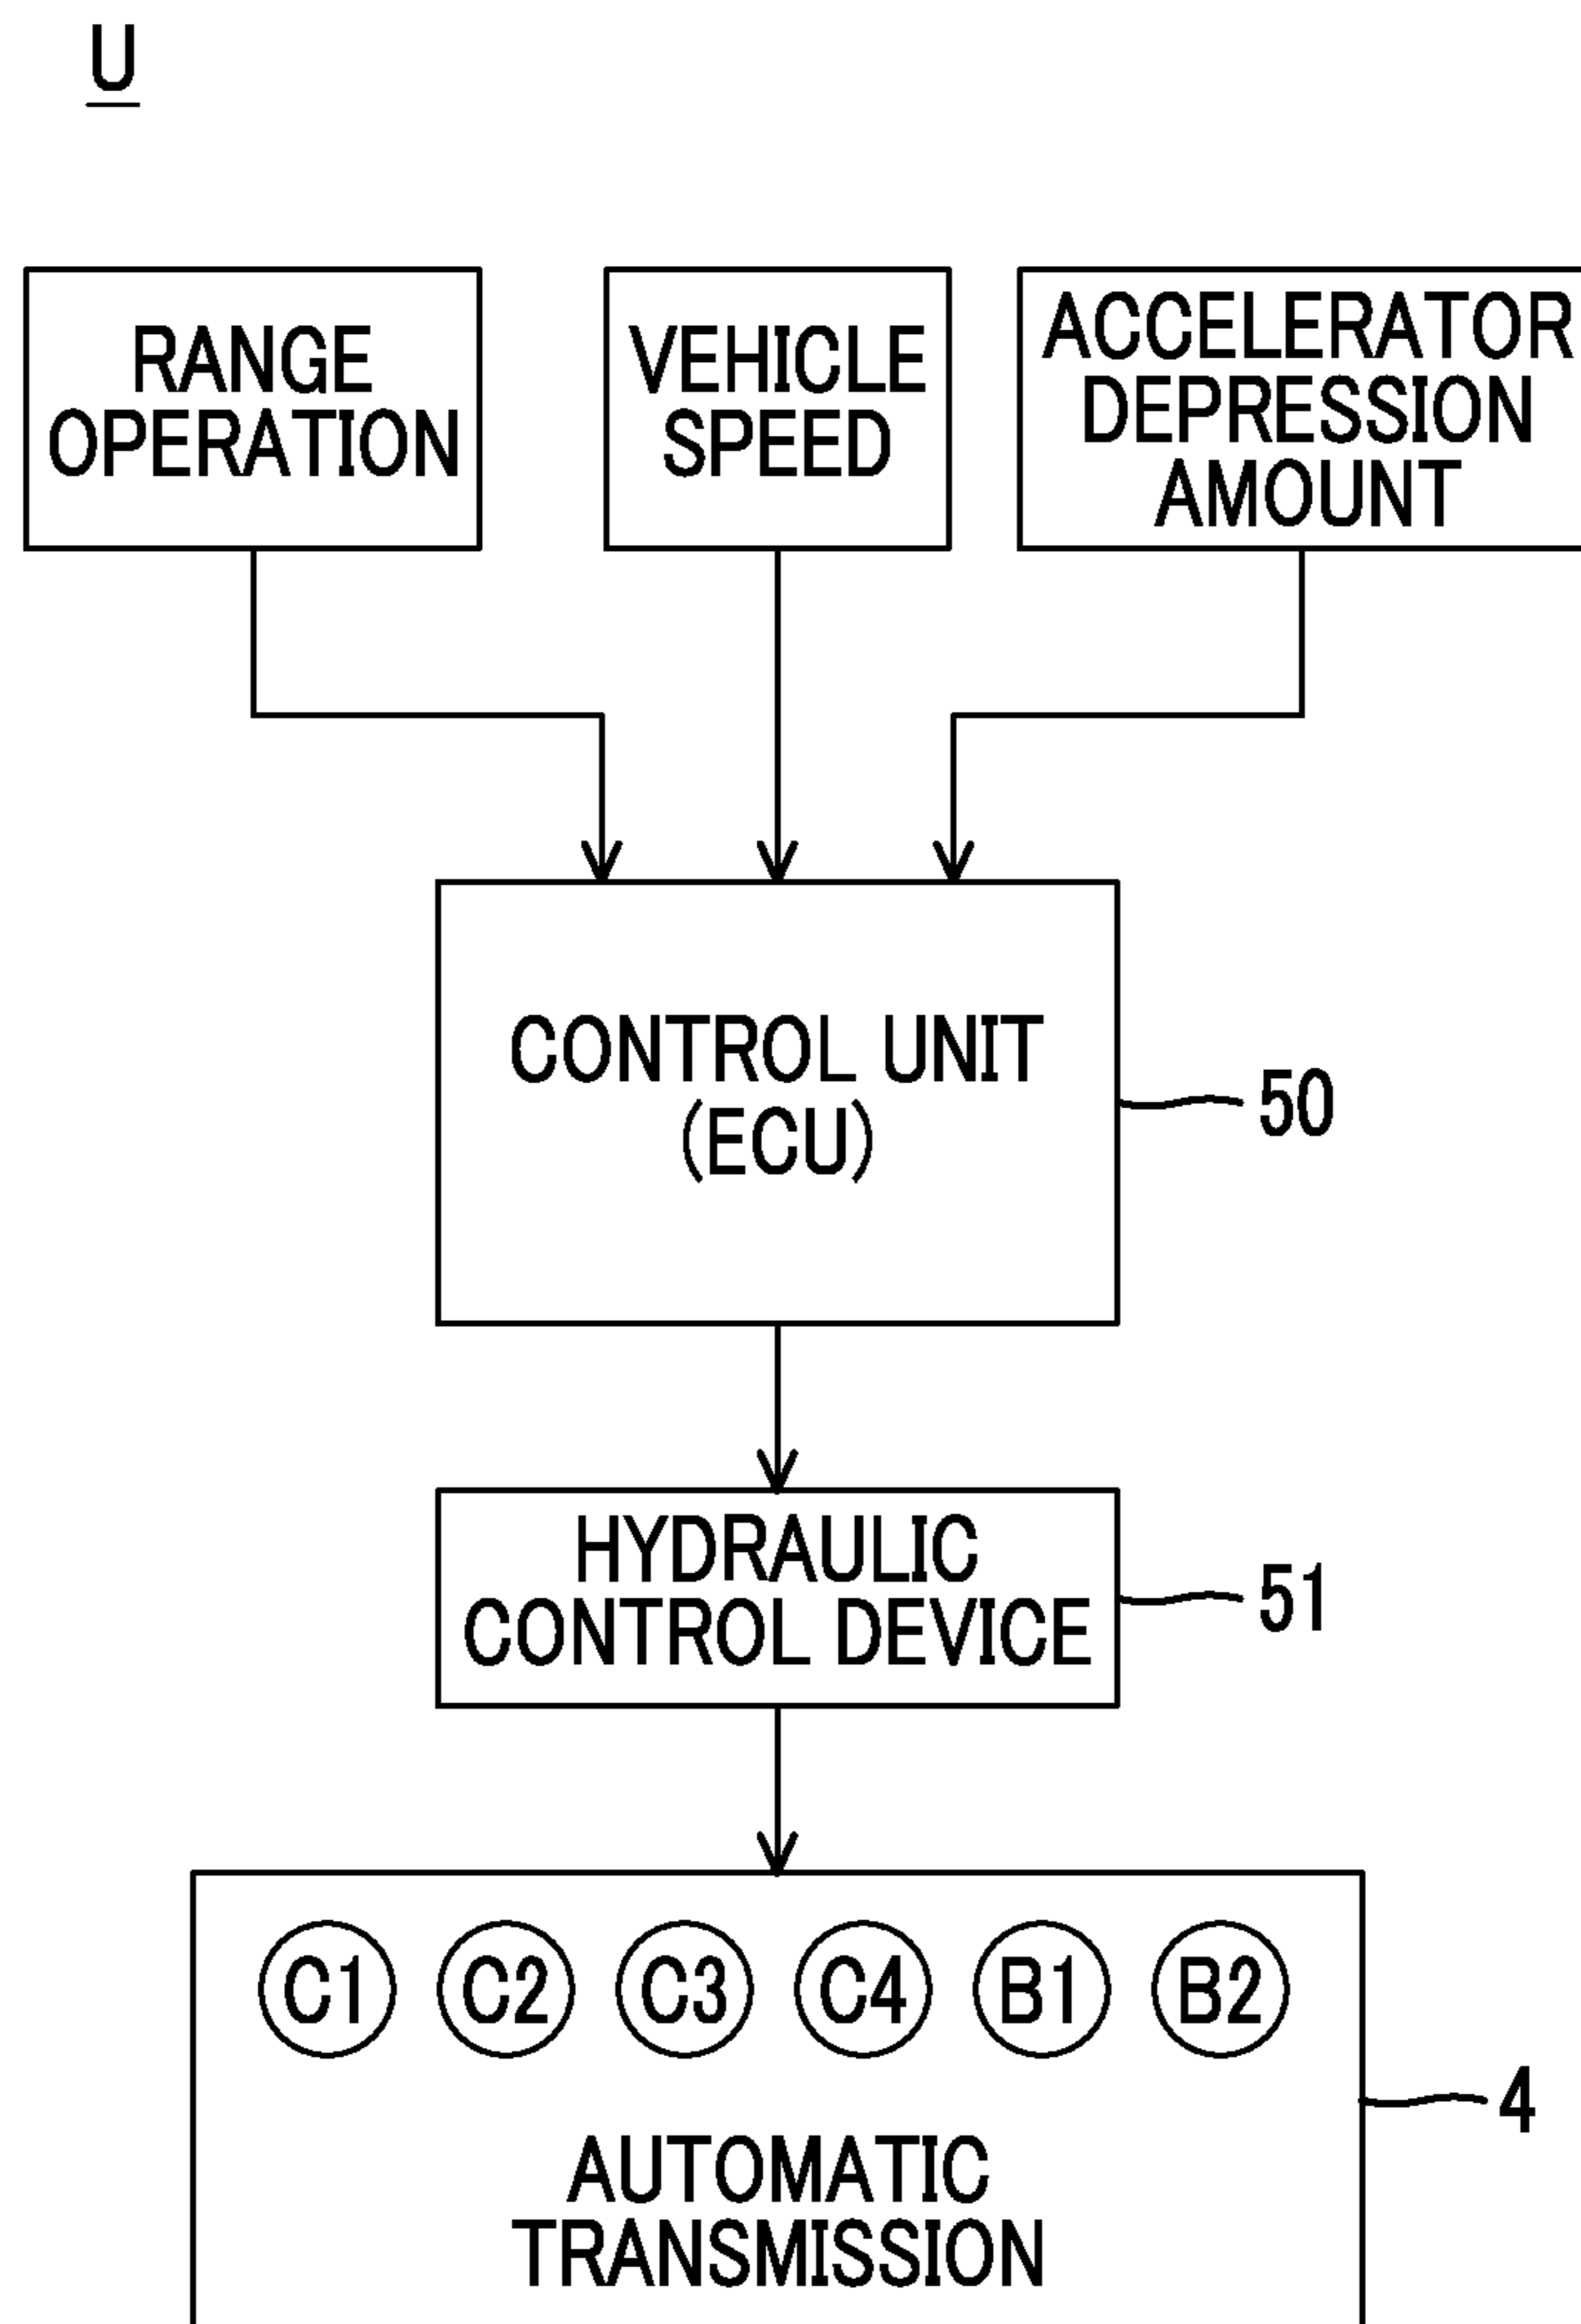 U
RANGE
OPERATION
VEHICLE
SPEED
ACCELERATOR
DEPRESSION
AMOUNT
CONTROL UNIT
(ECU)
50
HYDRAULIC
CONTROL DEVICE
51
C1 C2 C3 C4 B1 B2
4
AUTOMATIC
TRANSMISSION